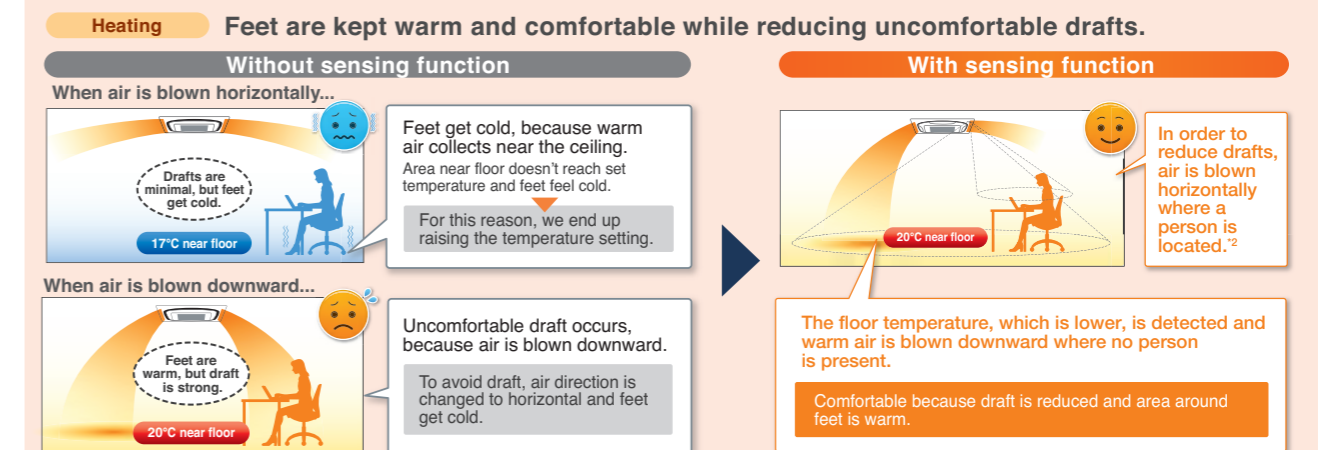 Heating
Feet are kept warm and comfortable while reducing uncomfortable drafts.
Without sensing function
When air is blown horizontally...
Drafts are
minimal, but feet
get cold.
17°C near floor
Feet get cold, because warm
air collects near the ceiling.
Area near floor doesn't reach set
temperature and feet feel cold.
For this reason, we end up
raising the temperature setting.
When air is blown downward...
Feet are
warm, but draft
is strong.
20°C near floor
Uncomfortable draft occurs,
because air is blown downward.
To avoid draft, air direction is
changed to horizontal and feet
get cold.
With sensing function
20°C near floor
In order to
reduce drafts,
air is blown
horizontally
where a
person is
located.*2
The floor temperature, which is lower, is detected and
warm air is blown downward where no person
is present.
Comfortable because draft is reduced and area around
feet is warm.